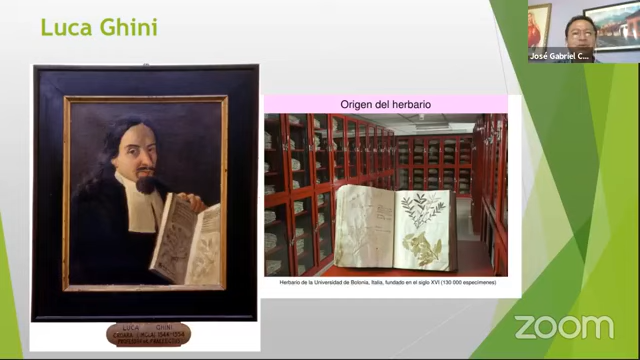 Luca Ghini
José Gabriel C...
Origen del herbario
Herbario de la Universidad de Bolonia, Italia, fundado en el siglo XVI (130 000 especímenes)
LUCA GHINI
zoom